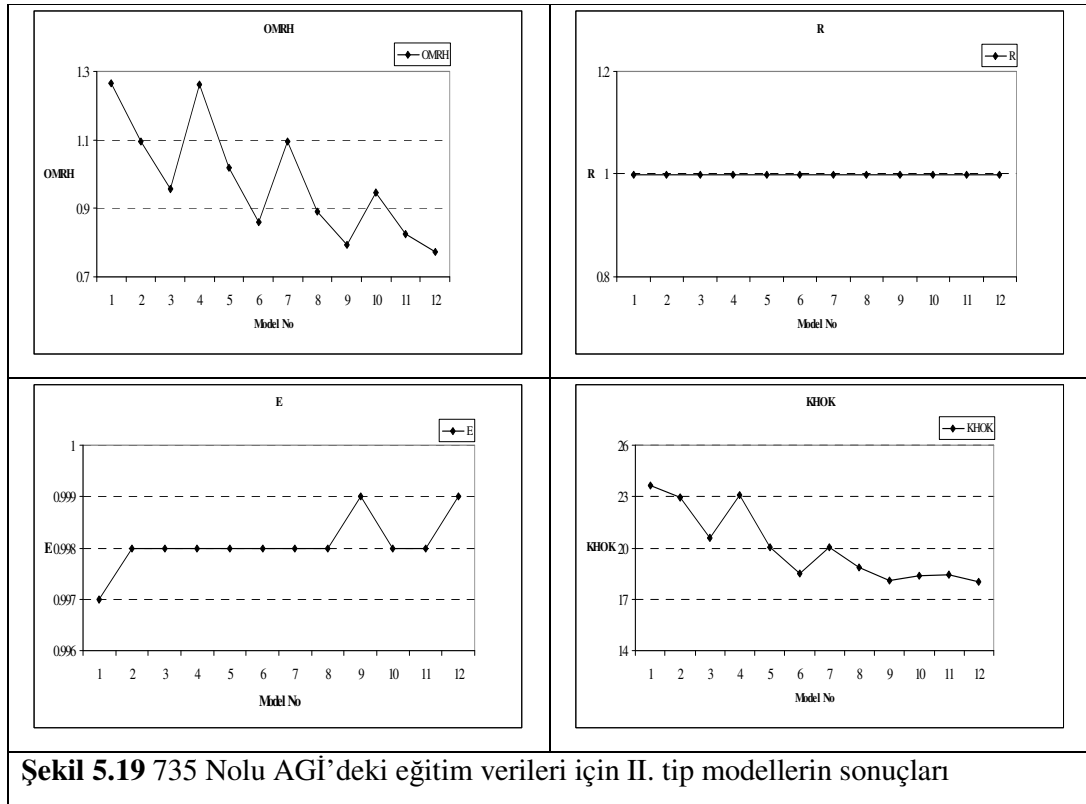 OMRH
OMRH
1.3
1.1
OMRH
0.9
0.7
1 2 3 4 5 6 7 8 9 10 11 12
Model No
R
R
1.2
R 1
0.8
1 2 3 4 5 6 7 8 9 10 11 12
Model No
E
E
1
0.999
E 0.998
0.997
0.996
1 2 3 4 5 6 7 8 9 10 11 12
Model No
KHOK
KHOK
26
23
KHOK 20
17
14
1 2 3 4 5 6 7 8 9 10 11 12
Model No
Şekil 5.19 735 Nolu AGİ’deki eğitim verileri için II. tip modellerin sonuçları